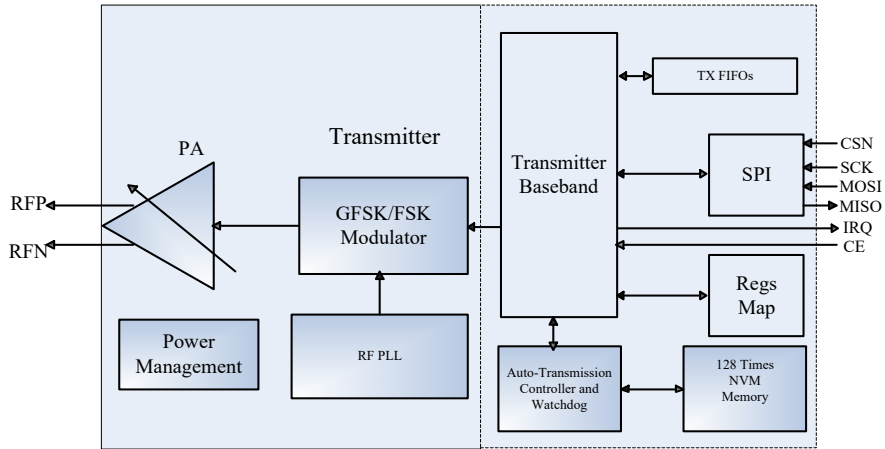 Transmitter
PA
RFP
RFN
GFSK/FSK
Modulator
Power
Management
RF PLL
Transmitter
Baseband
TX FIFOs
SPI
CSN
SCK
MOSI
MISO
IRQ
CE
Regs
Map
Auto-Transmission
Controller and
Watchdog
128 Times
NVM
Memory